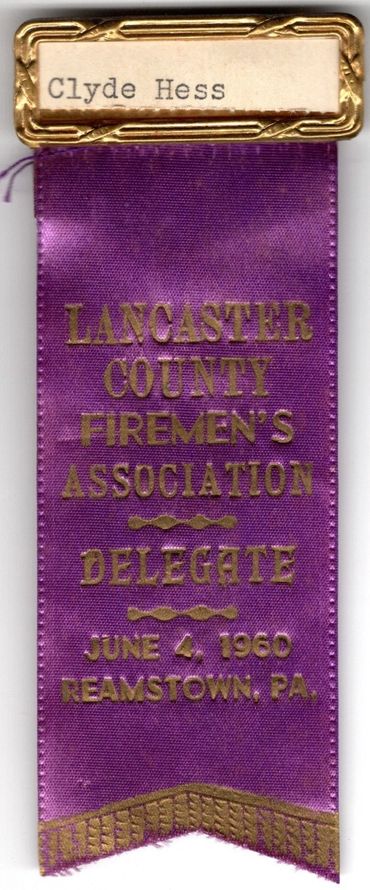 Clyde Hess
LANCASTER
COUNTY
FIREMEN'S
ASSOCIATION
DELEGATE
JUNE 4, 1960
REAMSTOWN, PA.